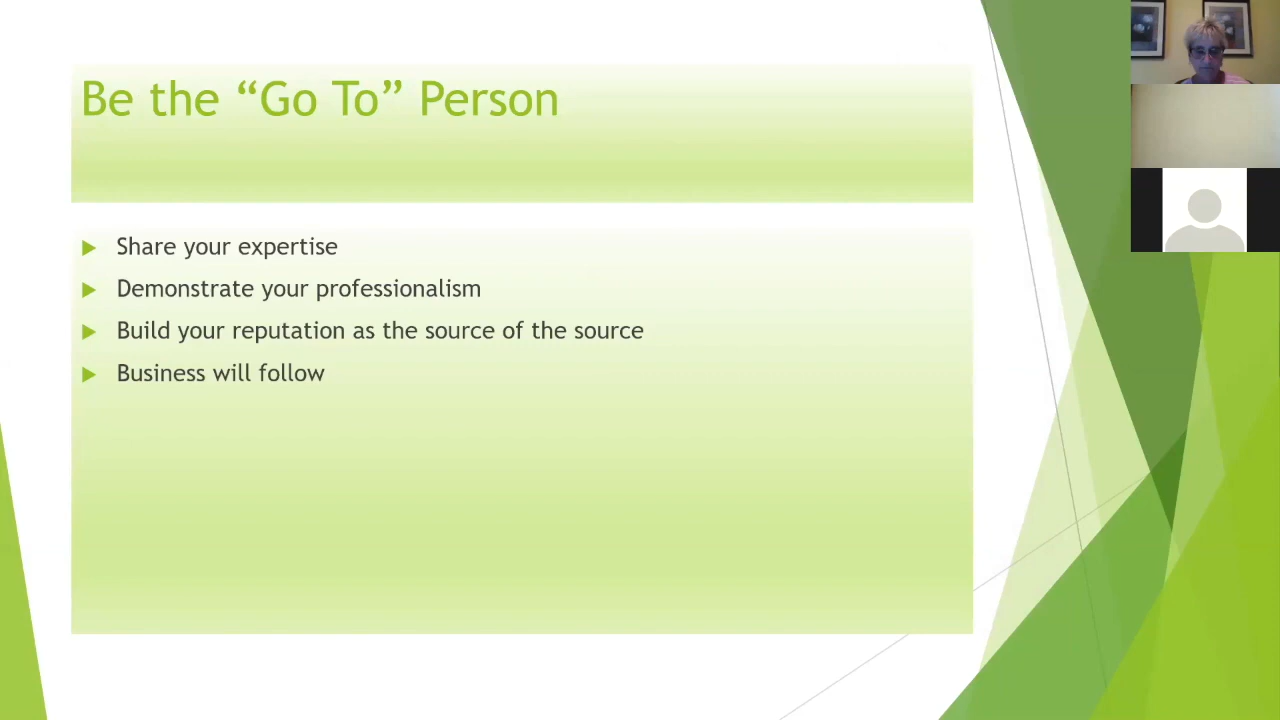 Be the “Go To” Person
Share your expertise
Demonstrate your professionalism
Build your reputation as the source of the source
Business will follow